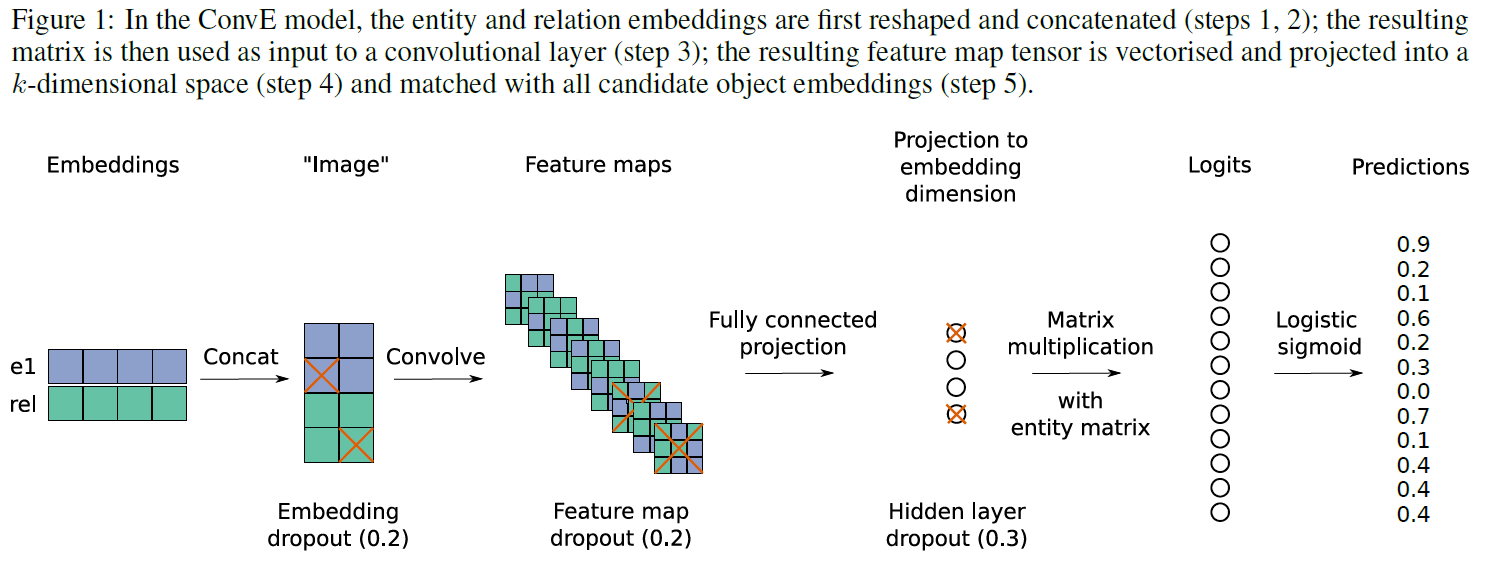 Figure 1: In the ConvE model, the entity and relation embeddings are first reshaped and concatenated (steps 1, 2); the resulting
matrix is then used as input to a convolutional layer (step 3); the resulting feature map tensor is vectorised and projected into a
k-dimensional space (step 4) and matched with all candidate object embeddings (step 5).
Embeddings
"Image"
Feature maps
Projection to
embedding
dimension
Logits
Predictions
e1
rel
Concat
Convolve
Fully connected
projection
Matrix
multiplication
with
entity matrix
Logistic
sigmoid
0.9
0.2
0.1
0.6
0.2
0.3
0.0
0.7
0.1
0.4
0.4
0.4
Embedding
dropout (0.2)
Feature map
dropout (0.2)
Hidden layer
dropout (0.3)